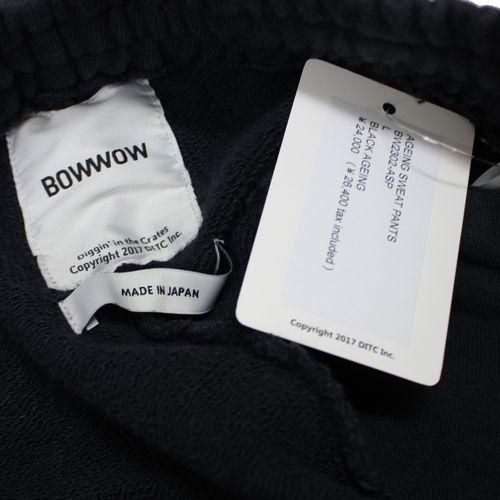 BOWWOW
Diggin' in the Crates
Copyright 2017 DITC Inc.
MADE IN JAPAN
AGEING SWEAT PANTS
BW2302-ASP
L
BLACK AGEING
¥24,000 (¥26,400 tax included)
Copyright 2017 DITC Inc.